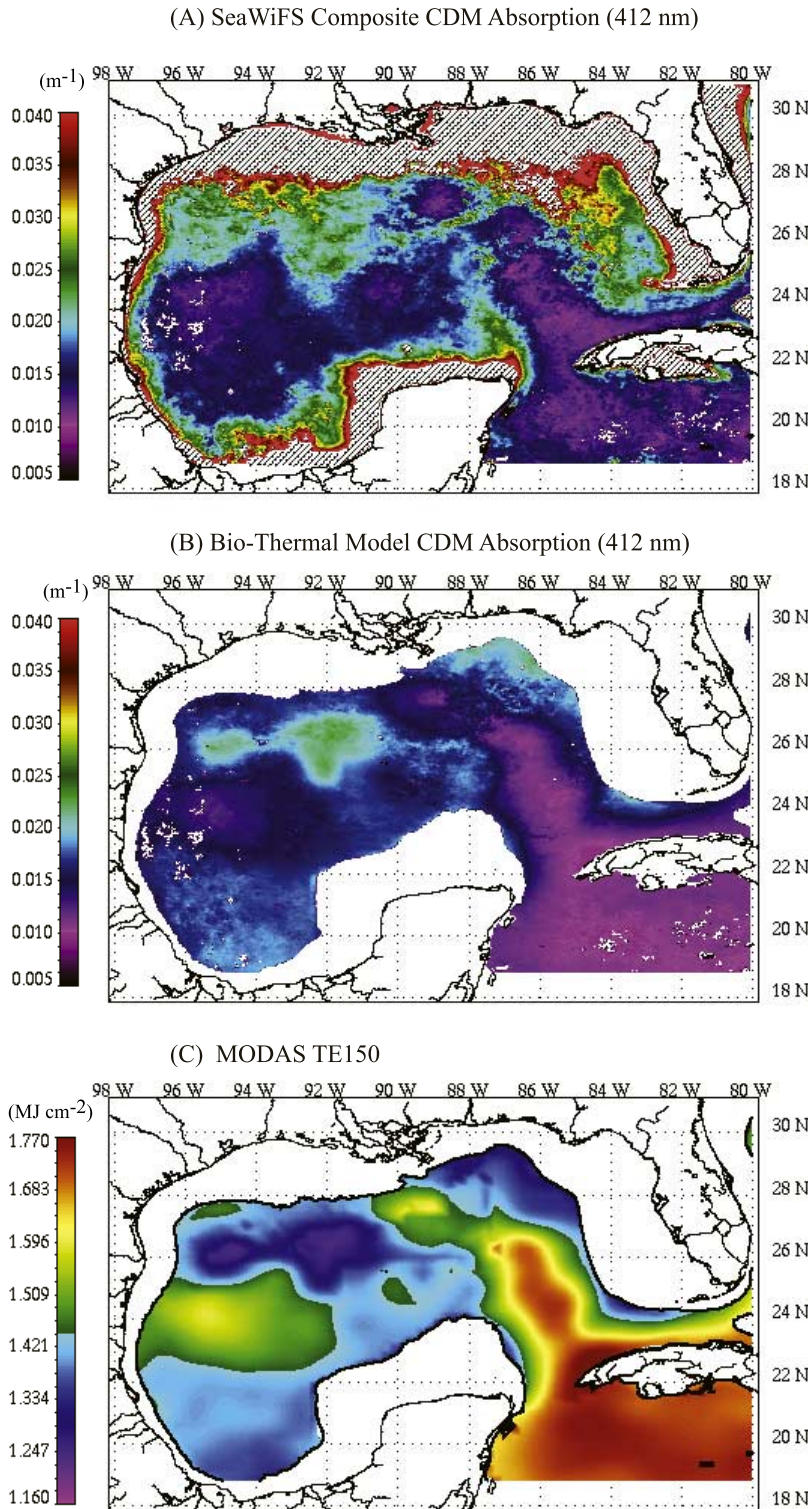 (A) SeaWiFS Composite CDM Absorption (412 nm)
98 W 96 W 94 W 92 W 90 W 88 W 86 W 84 W 82 W 80 W
(m-1)
0.040
0.035
0.030
0.025
0.020
0.015
0.010
0.005
30 N
28 N
26 N
24 N
22 N
20 N
18 N
(B) Bio-Thermal Model CDM Absorption (412 nm)
98 W 96 W 94 W 92 W 90 W 88 W 86 W 84 W 82 W 80 W
(m-1)
0.040
0.035
0.030
0.025
0.020
0.015
0.010
0.005
30 N
28 N
26 N
24 N
22 N
20 N
18 N
(C) MODAS TE150
98 W 96 W 94 W 92 W 90 W 88 W 86 W 84 W 82 W 80 W
(MJ cm-2)
1.770
1.683
1.596
1.509
1.421
1.334
1.247
1.160
30 N
28 N
26 N
24 N
22 N
20 N
18 N